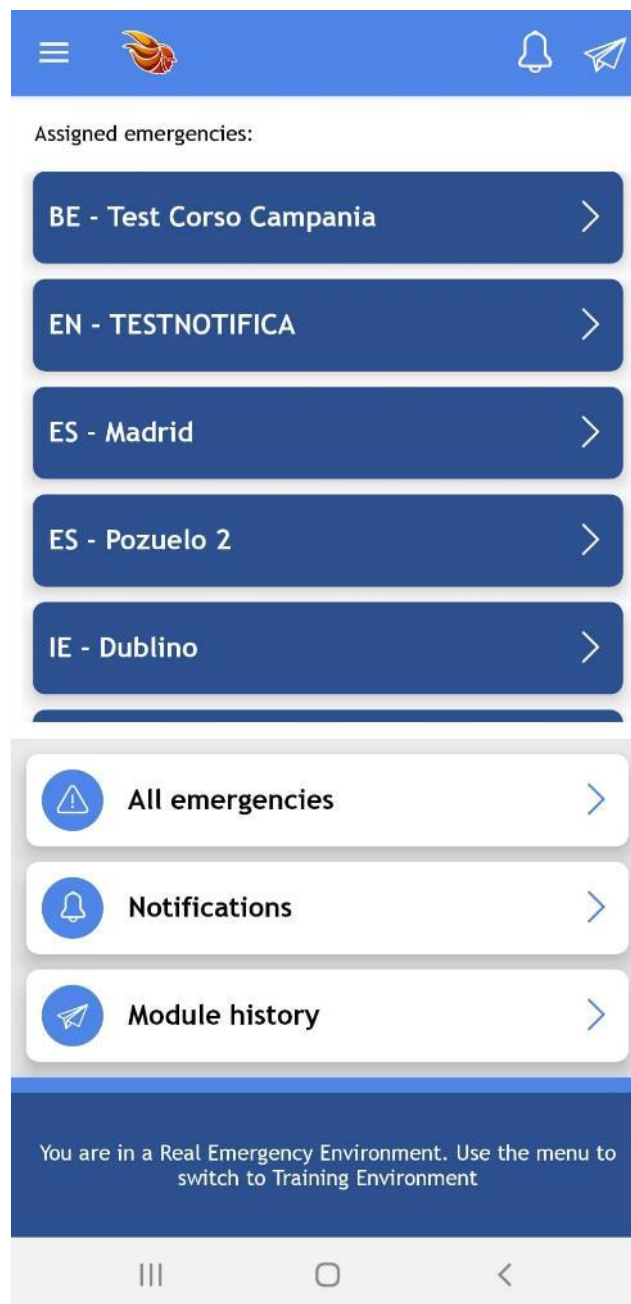 Assigned emergencies:
BE - Test Corso Campania
EN - TESTNOTIFICA
ES - Madrid
ES - Pozuelo 2
IE - Dublino
All emergencies
Notifications
Module history
You are in a Real Emergency Environment. Use the menu to
switch to Training Environment